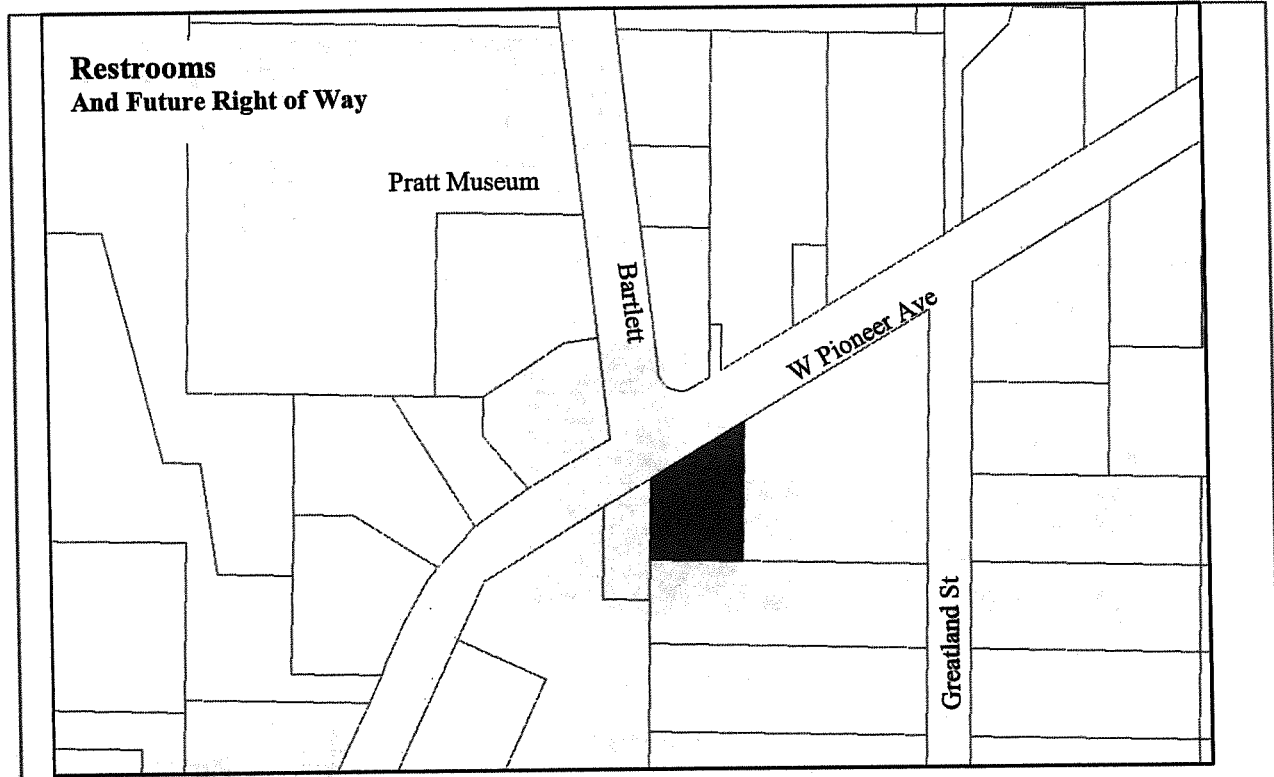 Restrooms
And Future Right of Way
Pratt Museum
Bartlett
W Pioneer Ave
Greatland St